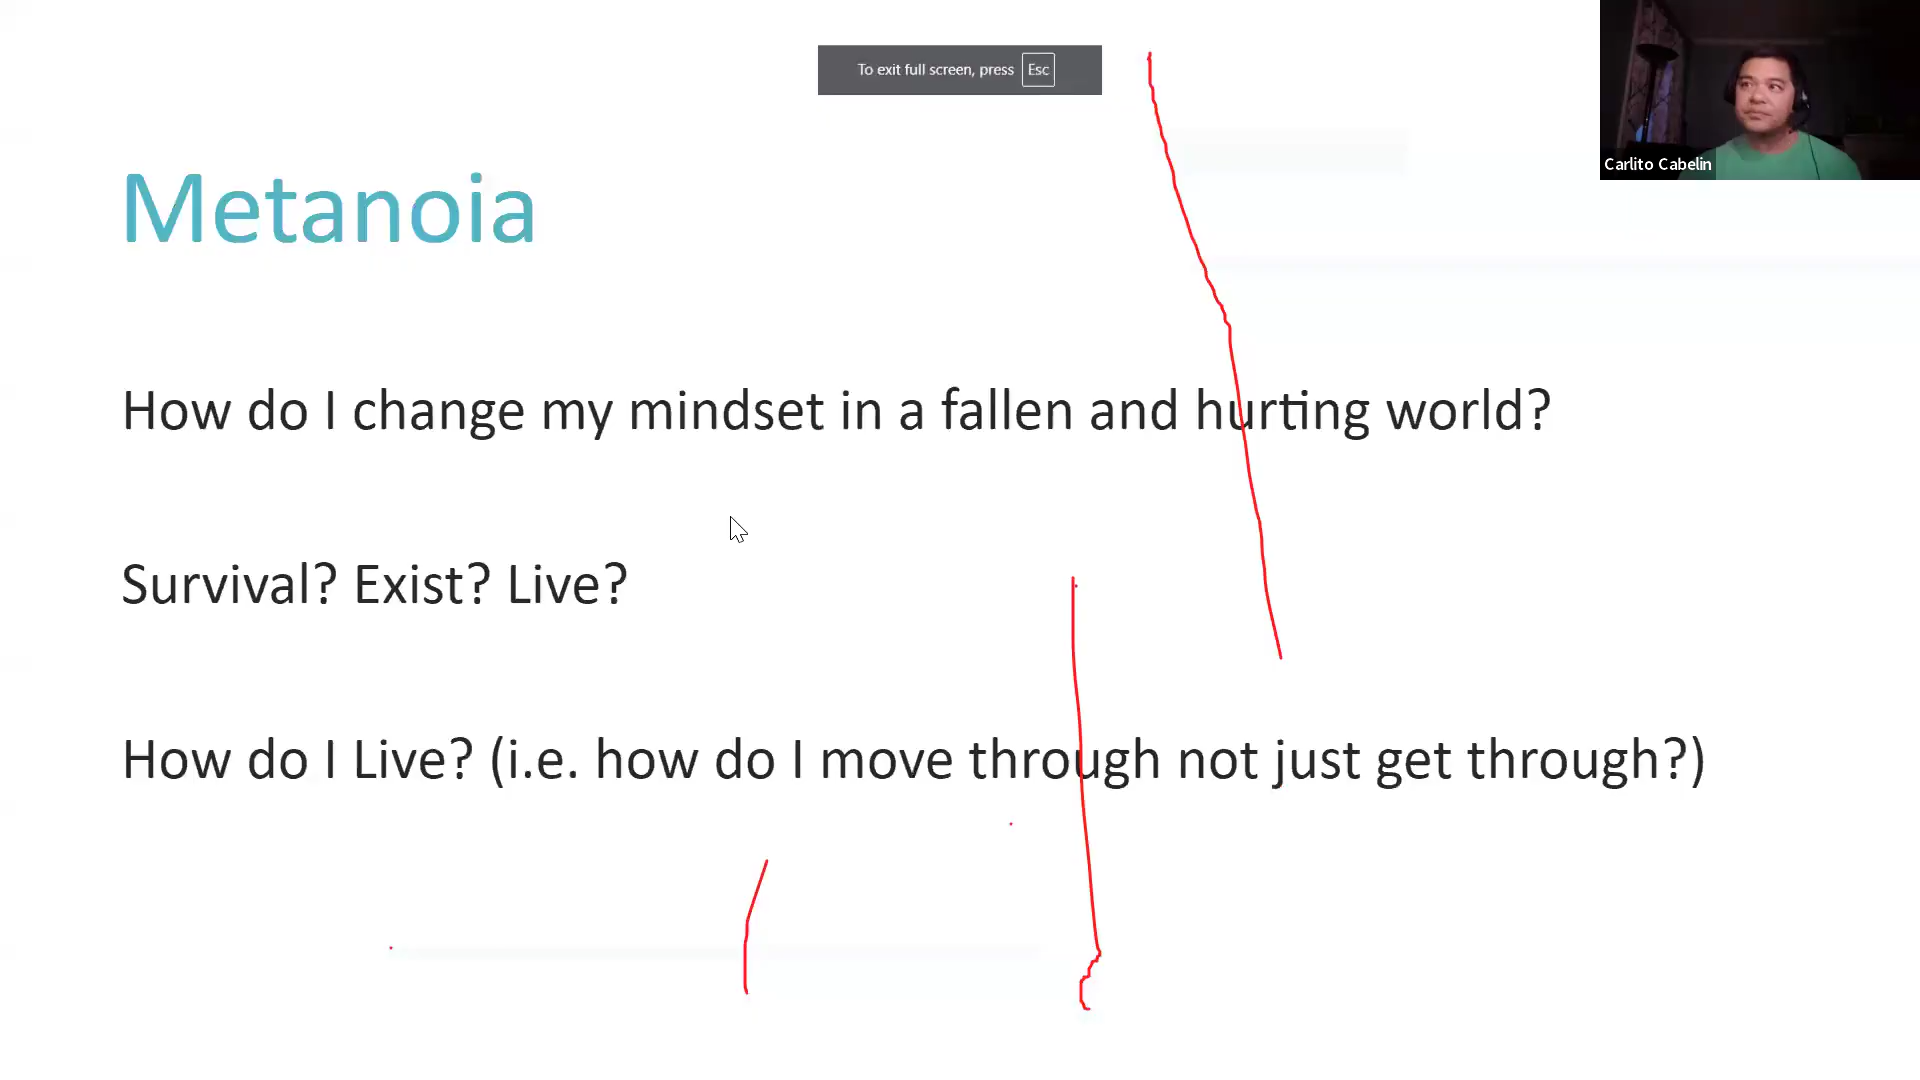 To exit full screen, press Esc
Carlito Cabelin
Metanoia
How do I change my mindset in a fallen and hurting world?
Survival? Exist? Live?
How do I Live? (i.e. how do I move through not just get through?)